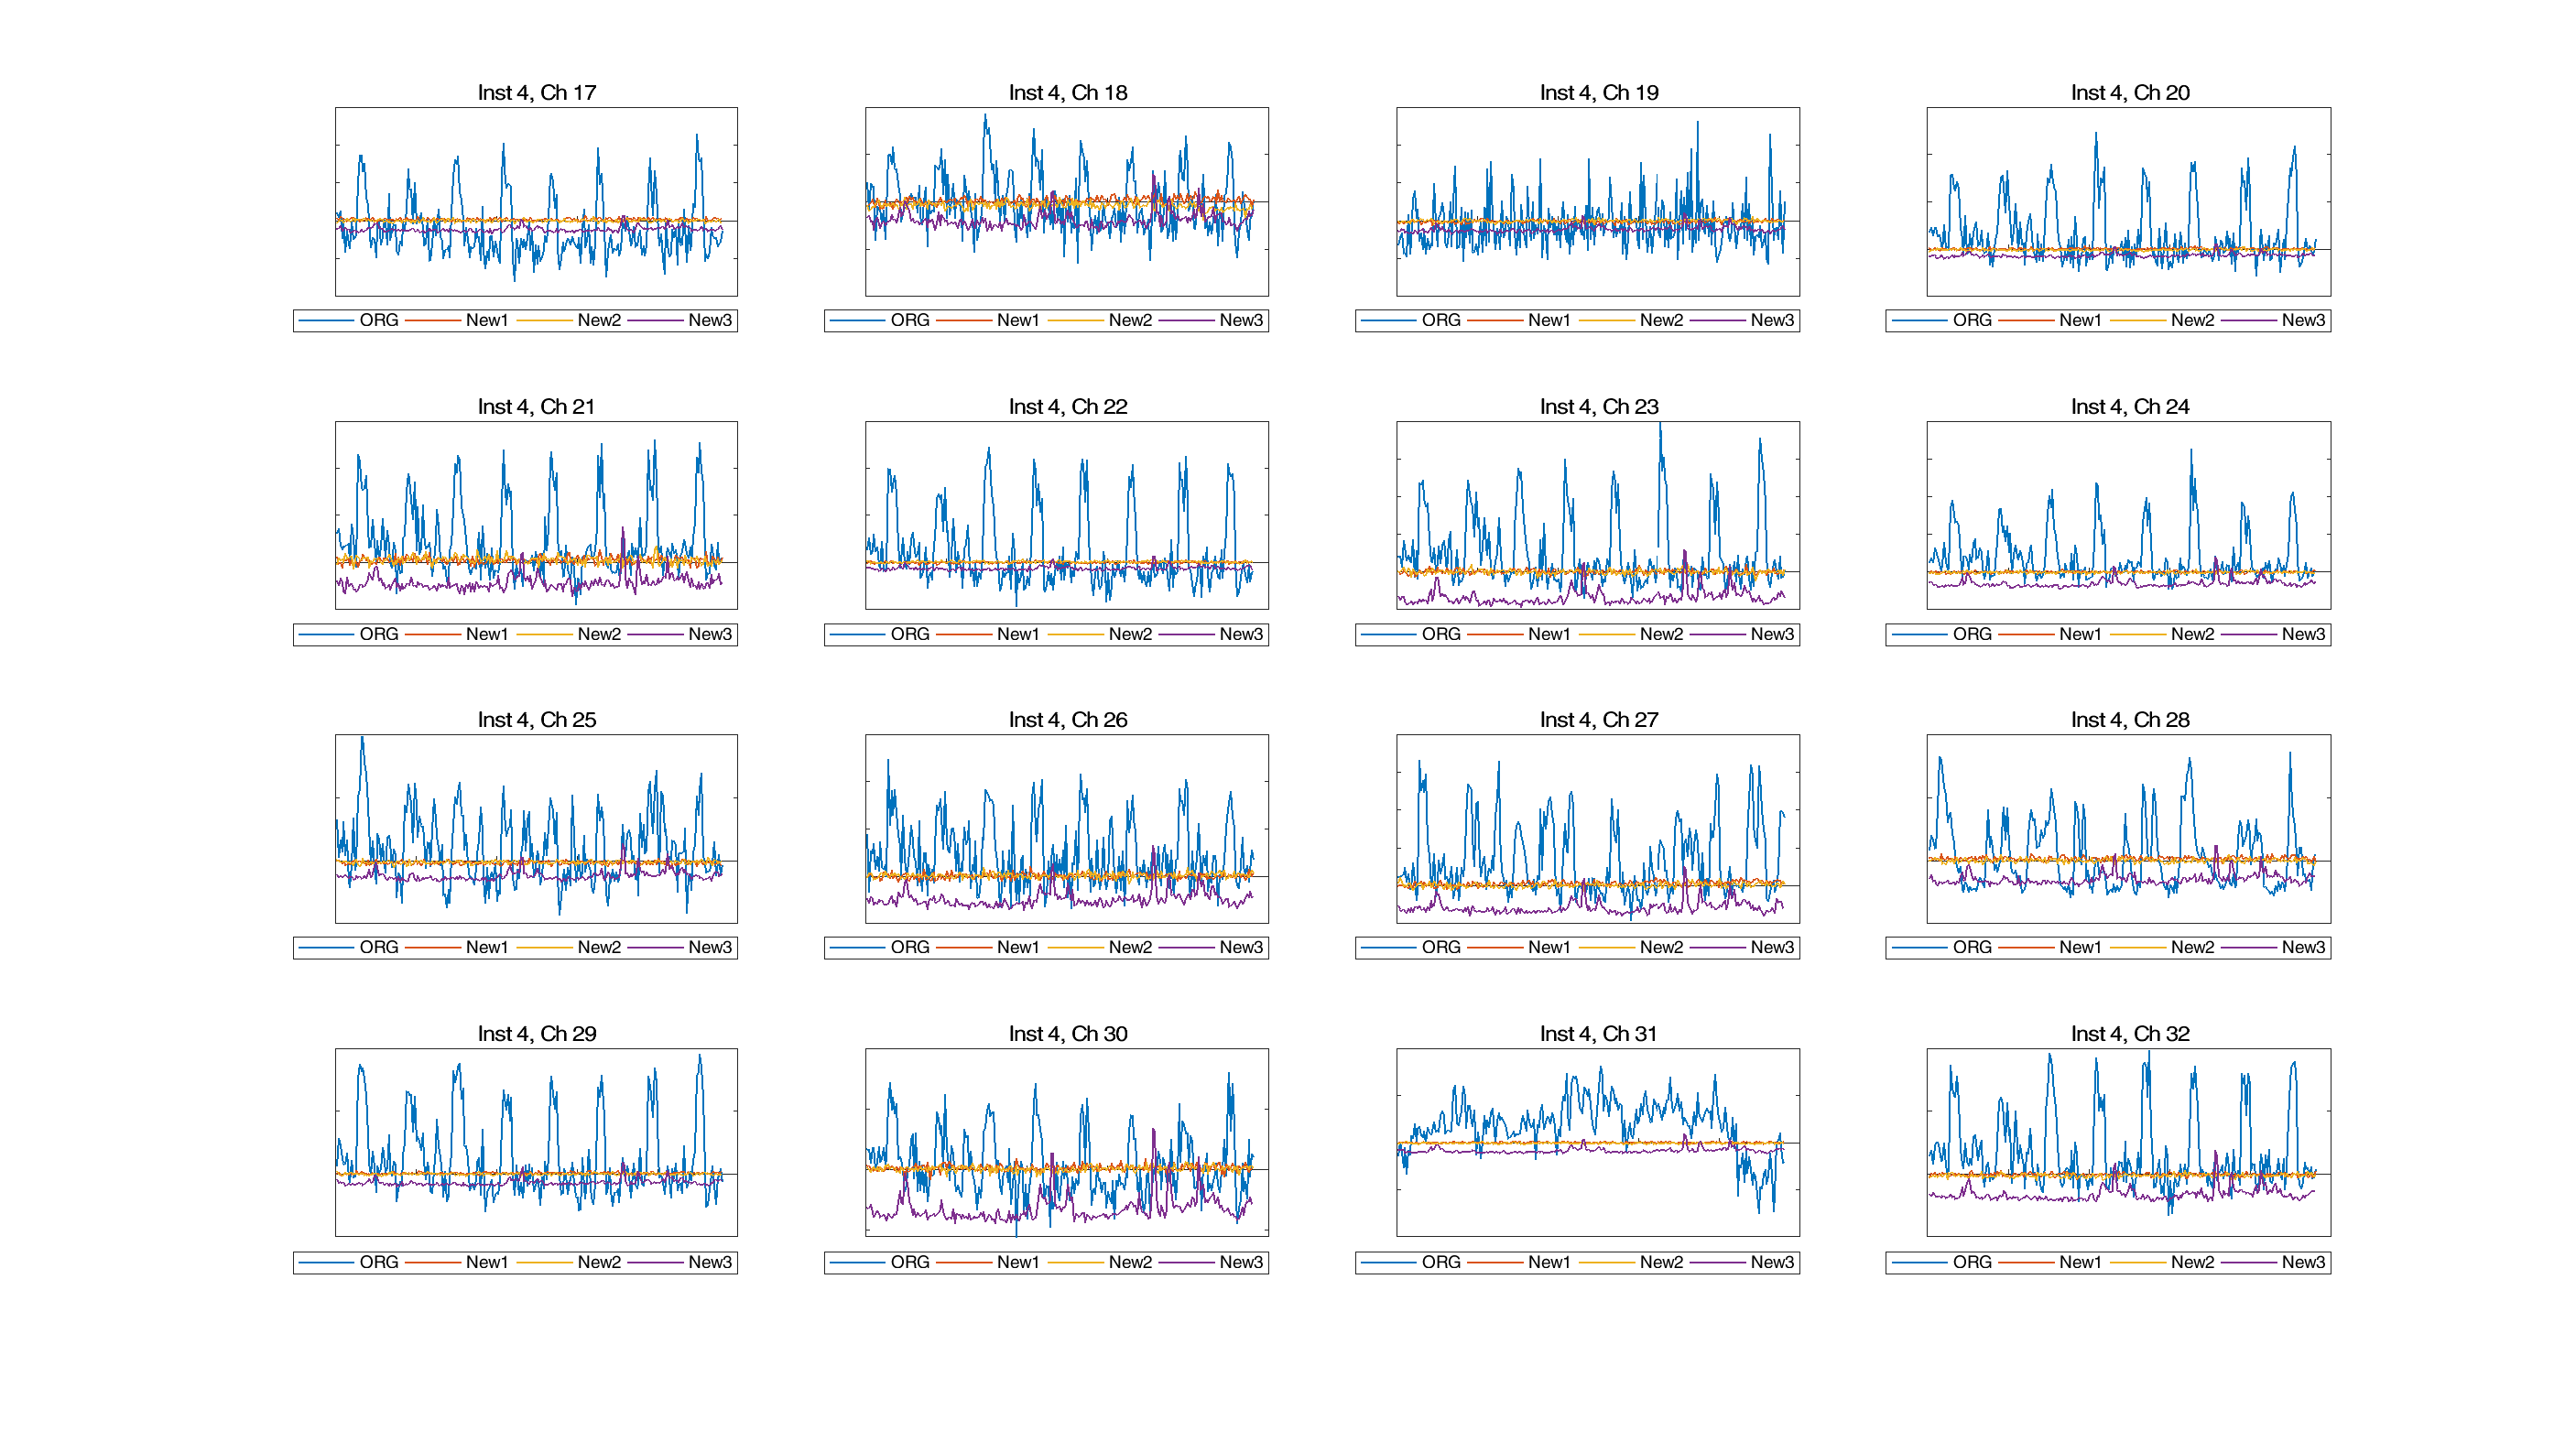 Inst 4, Ch 17
Inst 4, Ch 18
Inst 4, Ch 19
Inst 4, Ch 20
ORG New1 New2 New3
ORG New1 New2 New3
ORG New1 New2 New3
ORG New1 New2 New3
Inst 4, Ch 21
Inst 4, Ch 22
Inst 4, Ch 23
Inst 4, Ch 24
ORG New1 New2 New3
ORG New1 New2 New3
ORG New1 New2 New3
ORG New1 New2 New3
Inst 4, Ch 25
Inst 4, Ch 26
Inst 4, Ch 27
Inst 4, Ch 28
ORG New1 New2 New3
ORG New1 New2 New3
ORG New1 New2 New3
ORG New1 New2 New3
Inst 4, Ch 29
Inst 4, Ch 30
Inst 4, Ch 31
Inst 4, Ch 32
ORG New1 New2 New3
ORG New1 New2 New3
ORG New1 New2 New3
ORG New1 New2 New3